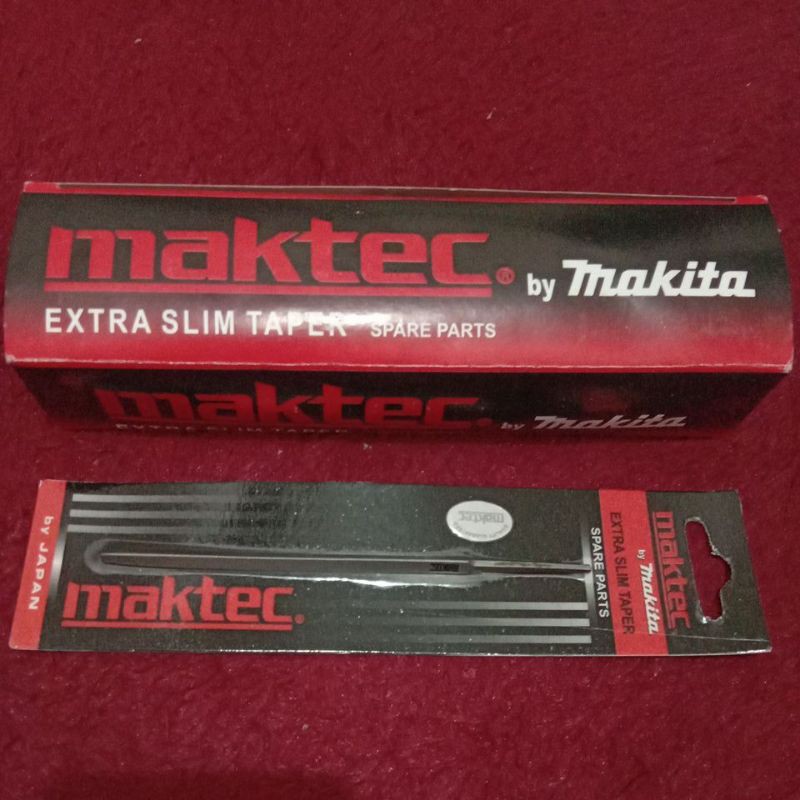 maktec® by makita
EXTRA SLIM TAPER SPARE PARTS
maktec. by makita
EXTRA SLIM TAPER
by JAPAN
maktec®
maktec
maktec
by makita
EXTRA SLIM TAPER
SPARE PARTS